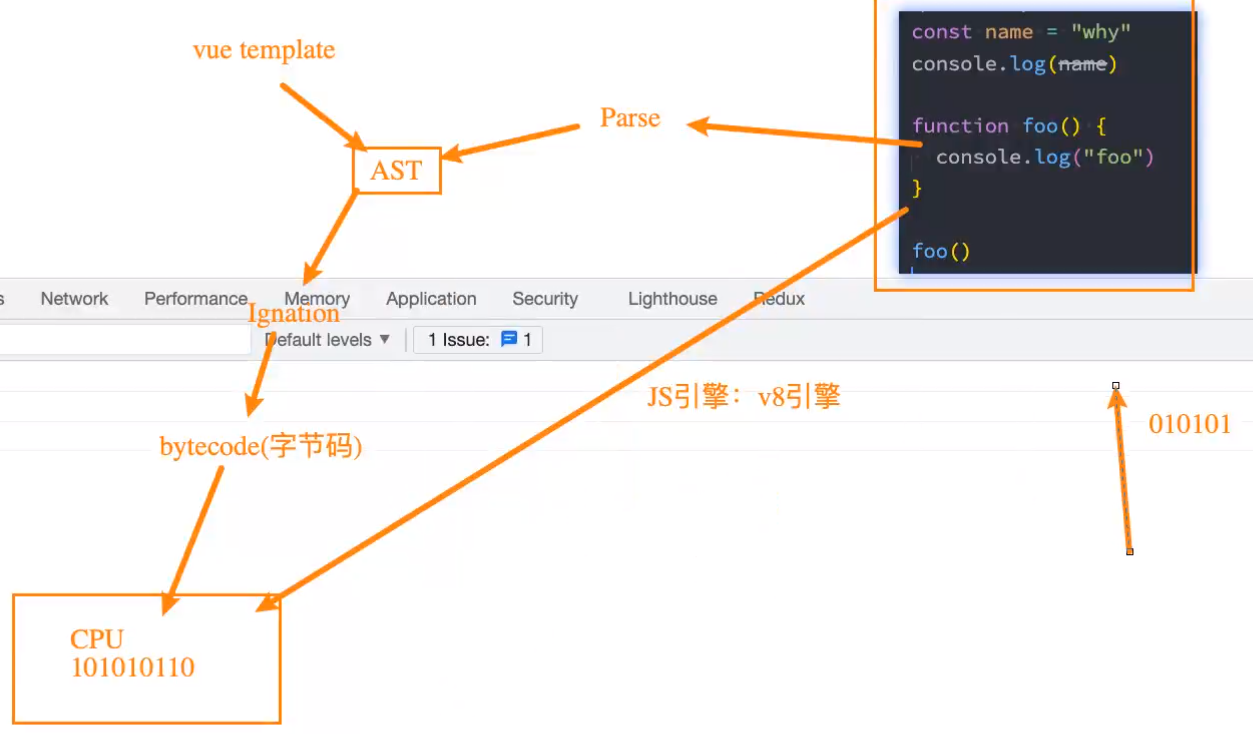 vue template
Parse
AST
const name = "why"
console.log(name)
function foo() {
console.log("foo")
}
foo()
s
Network
Performance
Memory
Application
Security
Lighthouse
Redux
Ignation
Default levels ▼
1 Issue:
1
JS引擎：v8引擎
010101
bytecode(字节码)
CPU
101010110